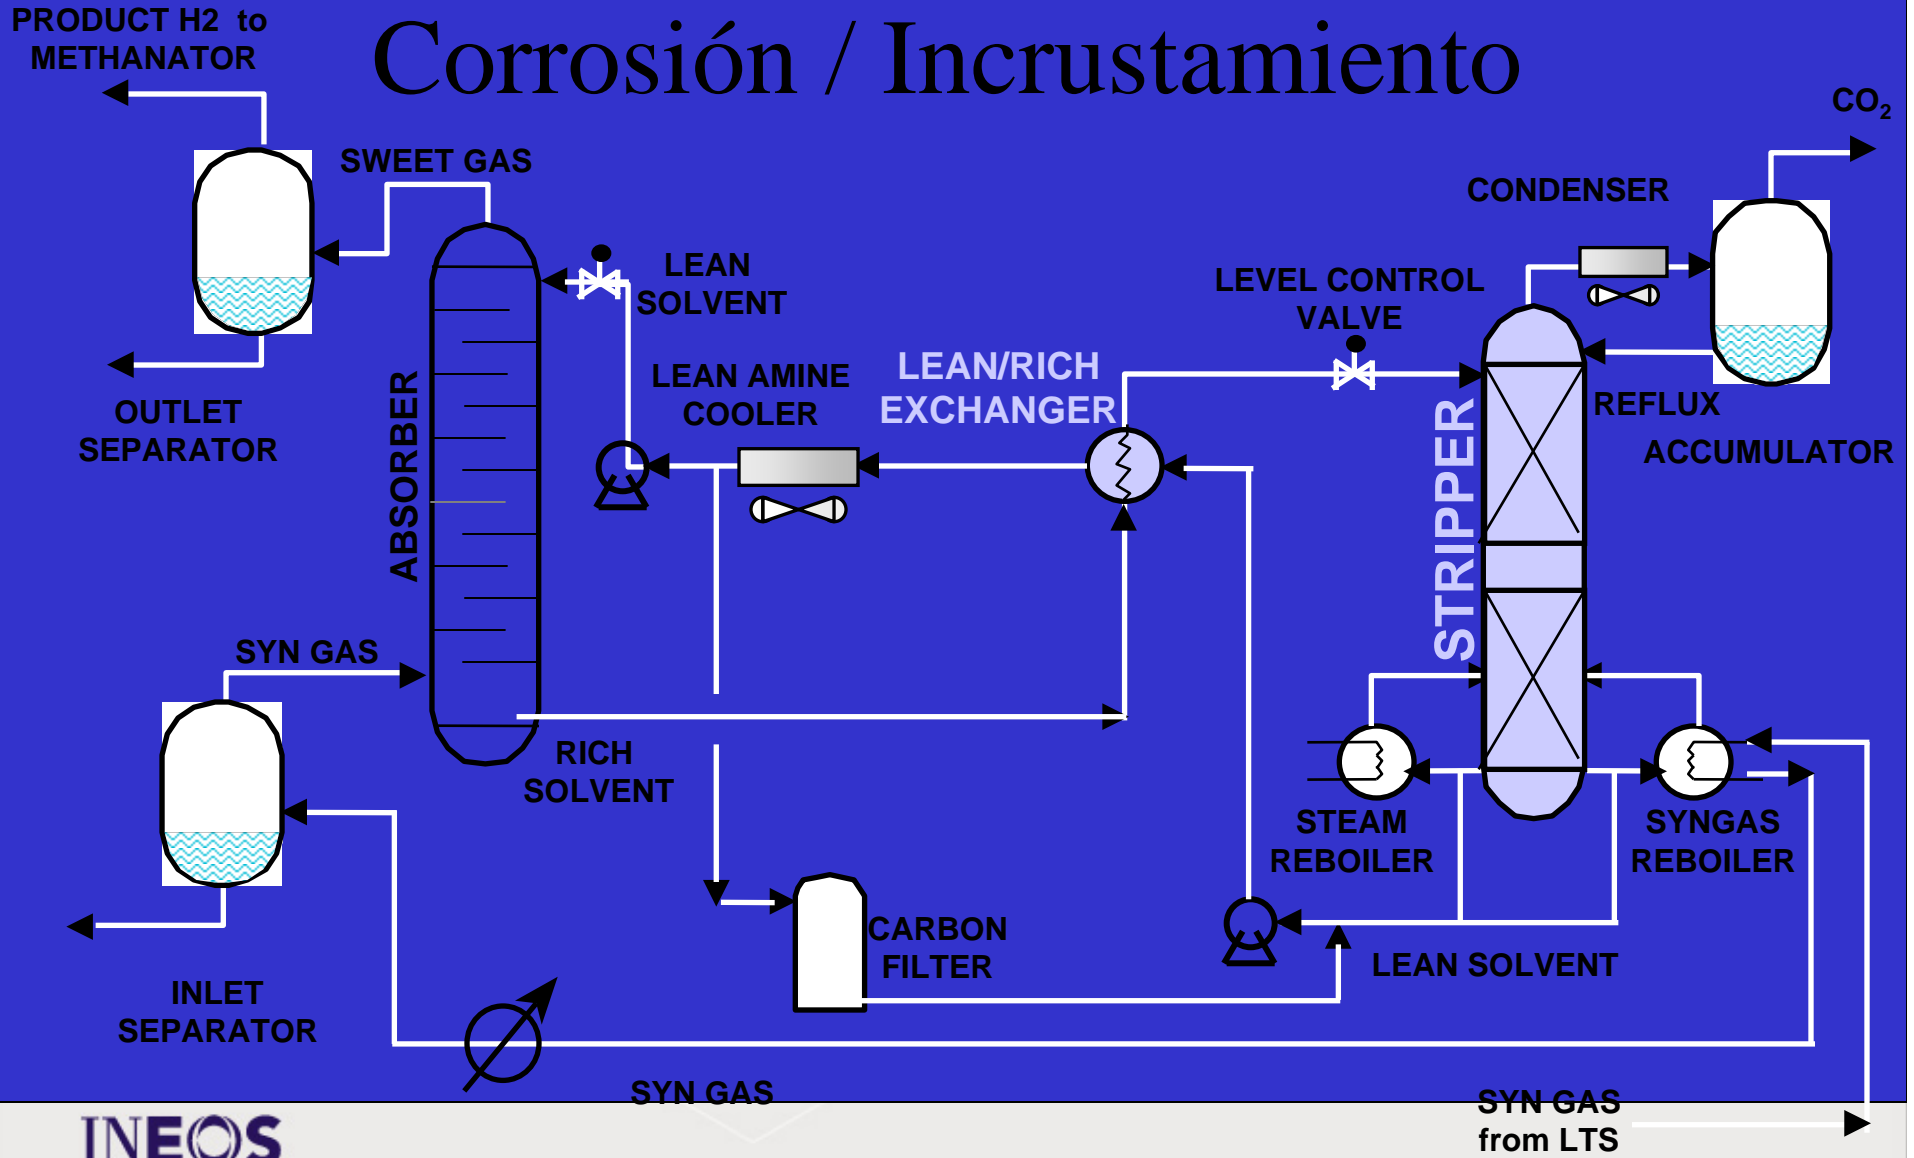 PRODUCT H2 to
METHANATOR
Corrosión / Incrustamiento
CO2
SWEET GAS
CONDENSER
LEAN
SOLVENT
LEVEL CONTROL
VALVE
LEAN/RICH
EXCHANGER
LEAN AMINE
COOLER
ABSORBER
OUTLET
SEPARATOR
STRIPPER
REFLUX
ACCUMULATOR
SYN GAS
RICH
SOLVENT
STEAM
REBOILER
SYNGAS
REBOILER
CARBON
FILTER
LEAN SOLVENT
INLET
SEPARATOR
SYN GAS
SYN GAS
from LTS
INEOS